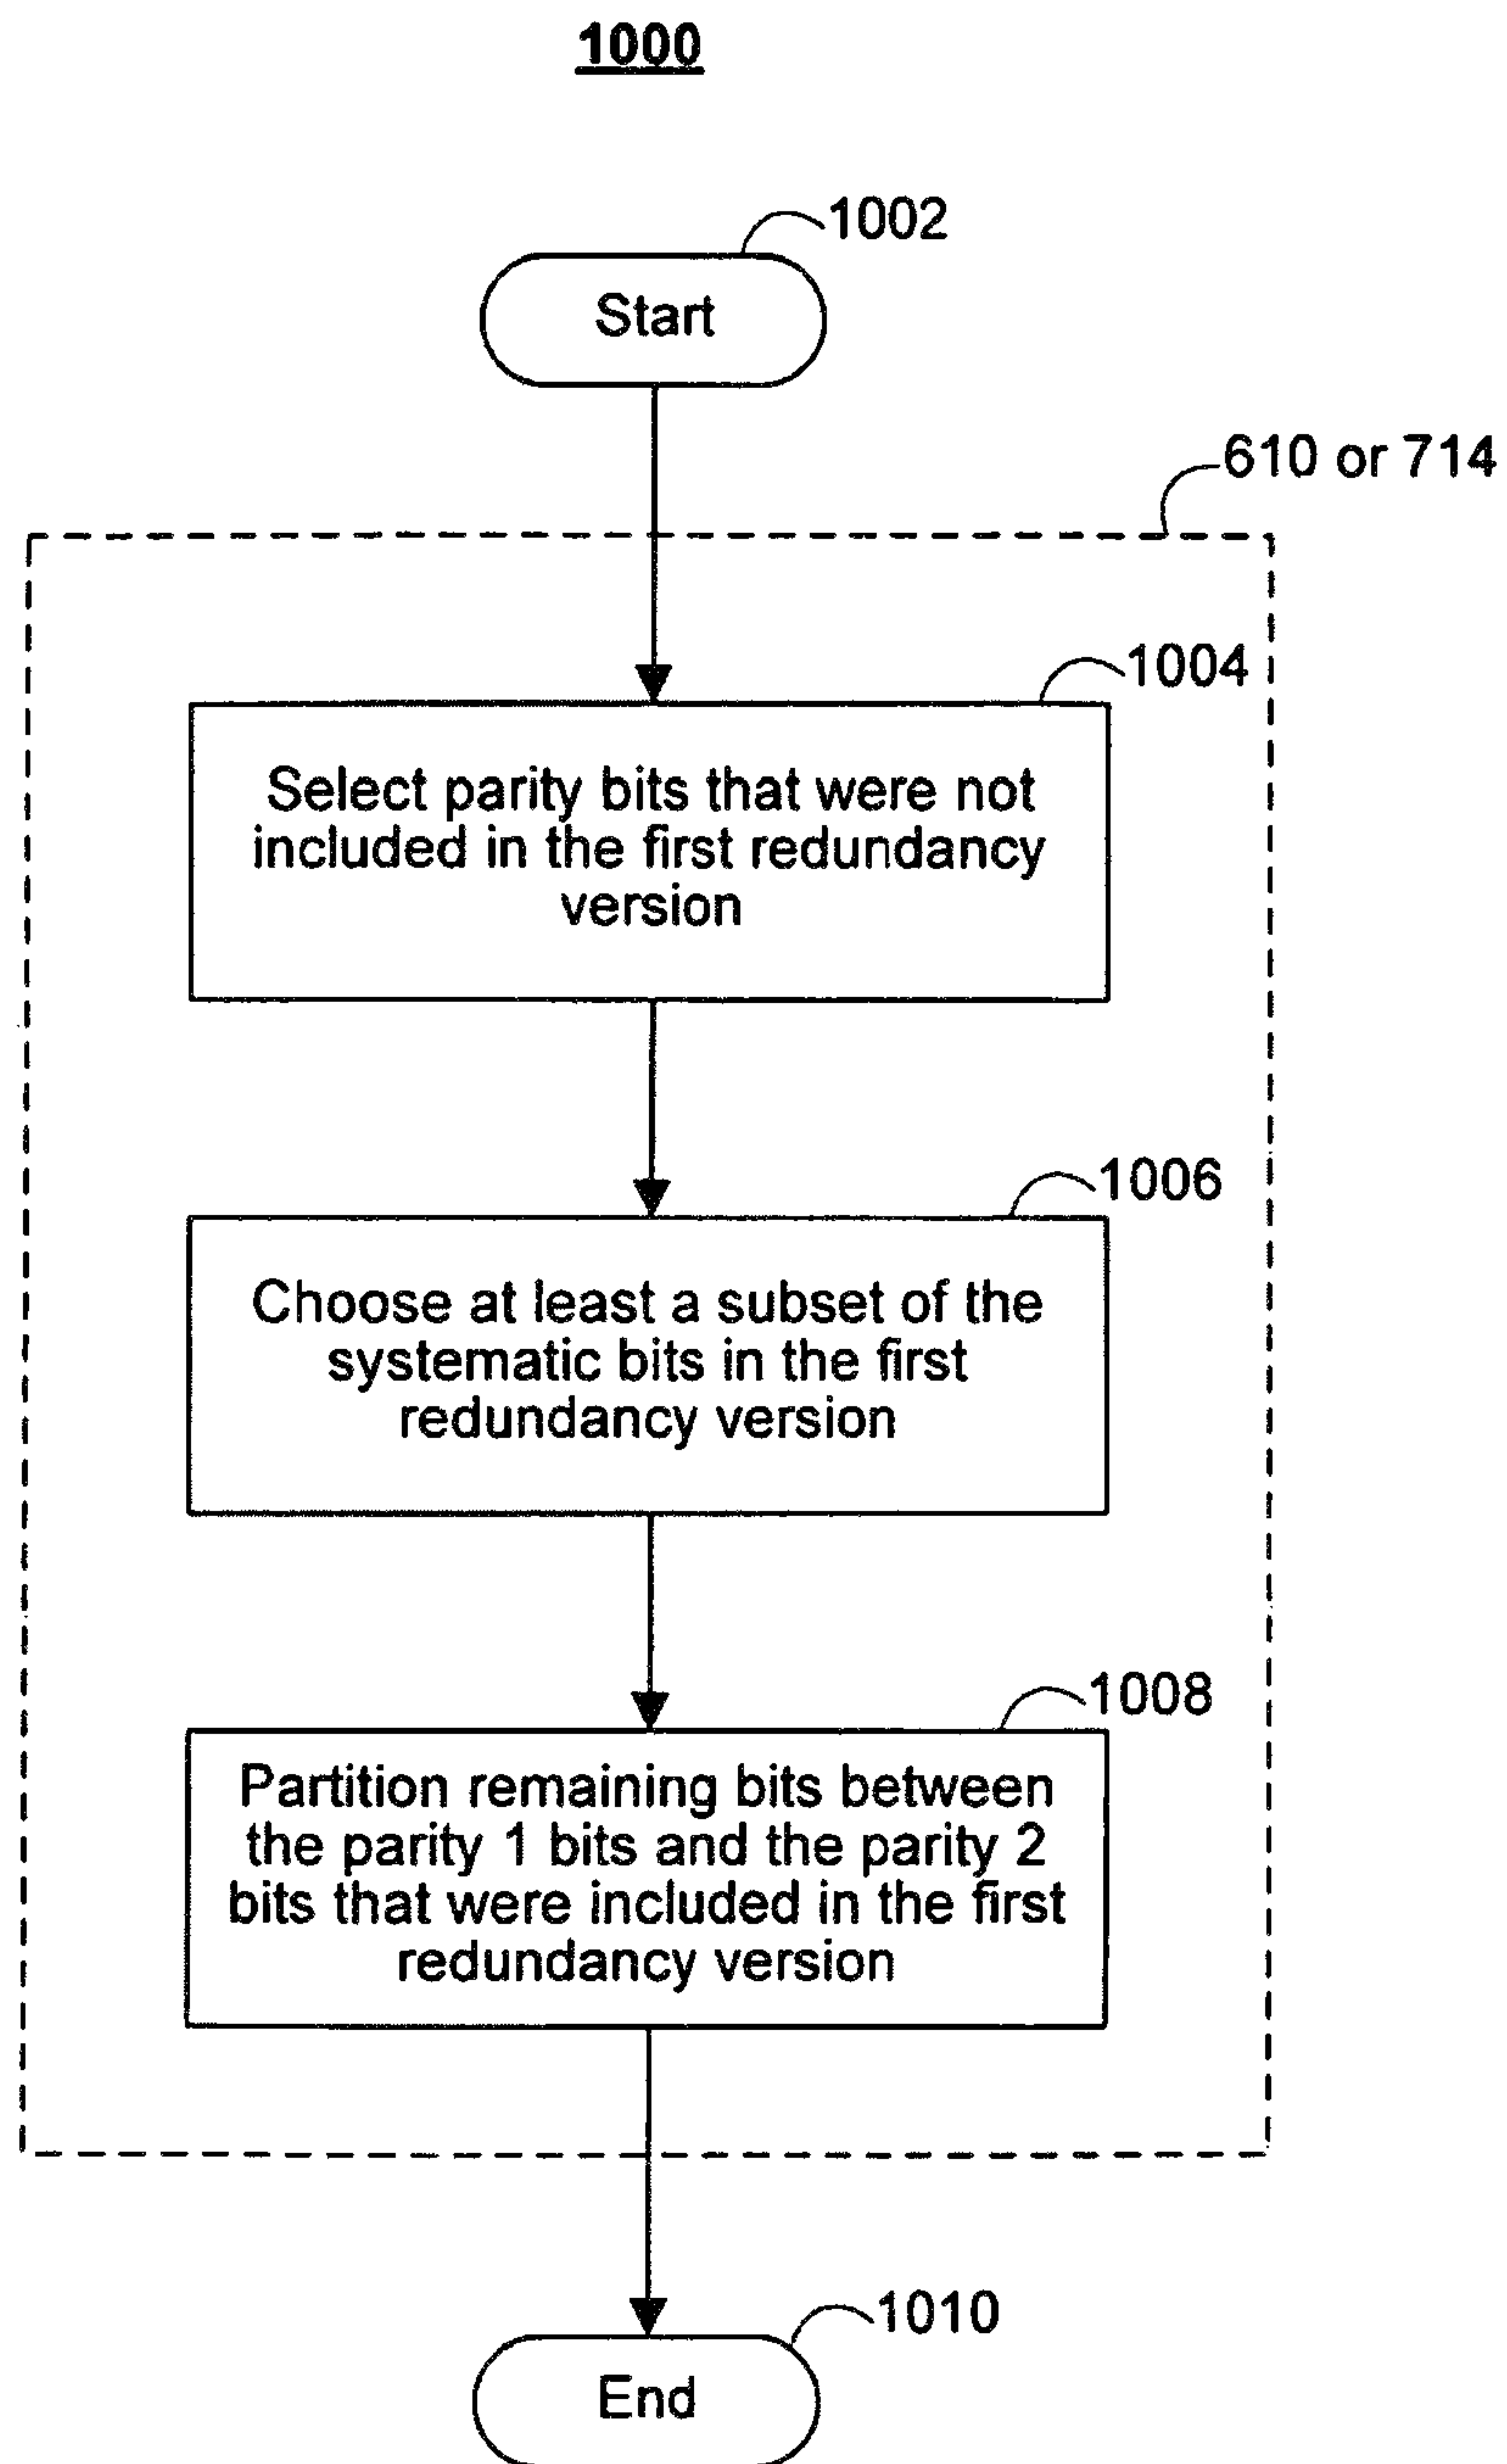 1000
1002
Start
610 or 714
1004
Select parity bits that were not
included in the first redundancy
version
1006
Choose at least a subset of the
systematic bits in the first
redundancy version
1008
Partition remaining bits between
the parity 1 bits and the parity 2
bits that were included in the first
redundancy version
1010
End